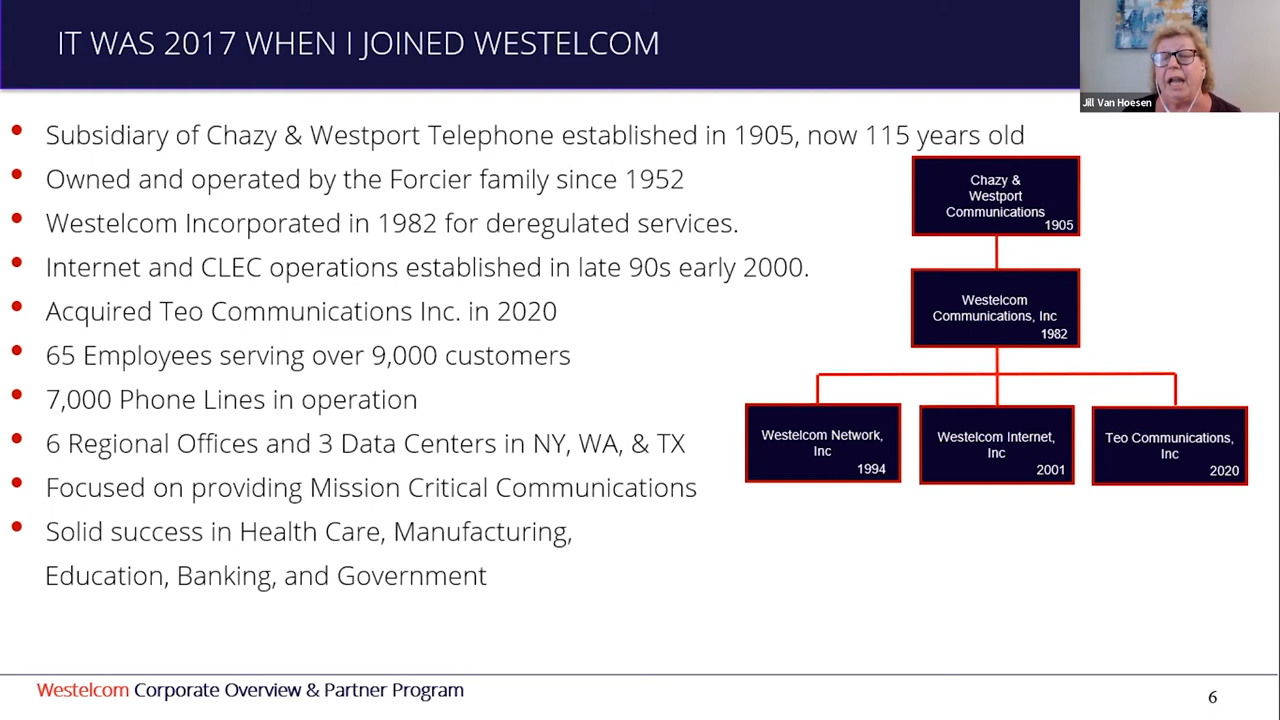 IT WAS 2017 WHEN I JOINED WESTELCOM
Jill Van Hoesen
Subsidiary of Chazy & Westport Telephone established in 1905, now 115 years old
Owned and operated by the Forcier family since 1952
Westelcom Incorporated in 1982 for deregulated services.
Internet and CLEC operations established in late 90s early 2000.
Acquired Teo Communications Inc. in 2020
65 Employees serving over 9,000 customers
7,000 Phone Lines in operation
6 Regional Offices and 3 Data Centers in NY, WA, & TX
Focused on providing Mission Critical Communications
Solid success in Health Care, Manufacturing,
Education, Banking, and Government
Chazy &
Westport
Communications
1905
Westelcom
Communications, Inc
1982
Westelcom Network,
Inc
1994
Westelcom Internet,
Inc
2001
Teo Communications,
Inc
2020
Westelcom Corporate Overview & Partner Program
6